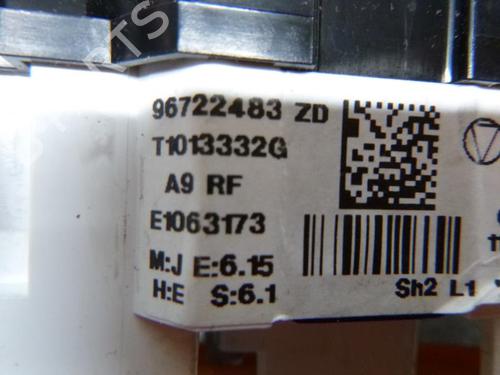 96722483 ZD
T1013332G
A9 RF
E1063173
M:J E:6.15
H:E S:6.1
Sh2 L1